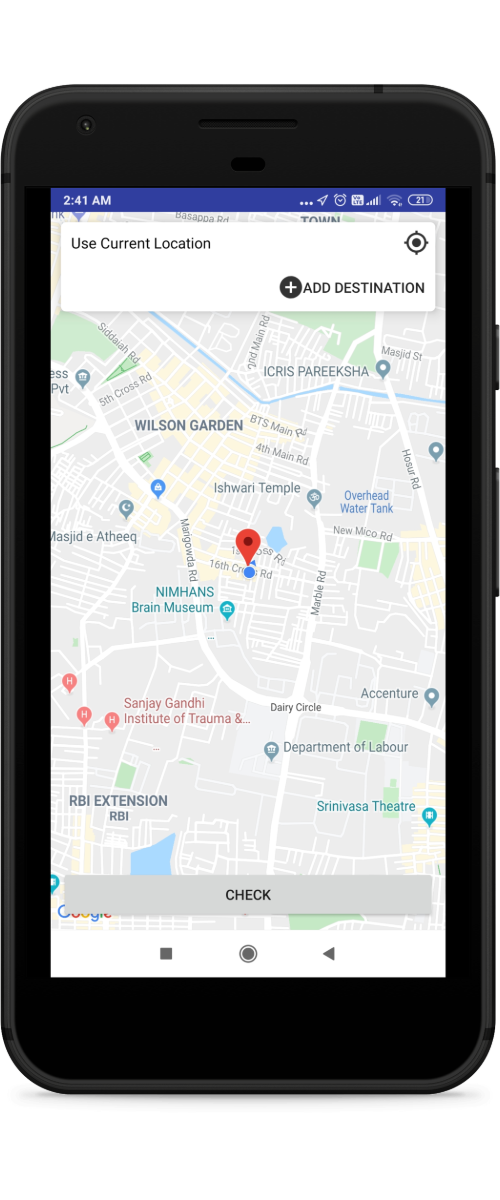 2:41 AM
21
nk
Basappa Rd
TOWN
Use Current Location
ADD DESTINATION
Siddaiah Rd
2nd Main Rd
Masjid St
ess
Pvt
ICRIS PAREEKSHA
5th Cross Rd
WILSON GARDEN
BTS Main Rd
4th Main Rd
Hosur Rd
Ishwari Temple
Overhead
Water Tank
Masjid e Atheeq
Marigowda Rd
New Mico Rd
16th Cross Rd
NIMHANS
Brain Museum
Marble Rd
H
Accenture
H
H
Sanjay Gandhi
Institute of Trauma &...
Dairy Circle
Department of Labour
RBI EXTENSION
RBI
Srinivasa Theatre
CHECK
Google